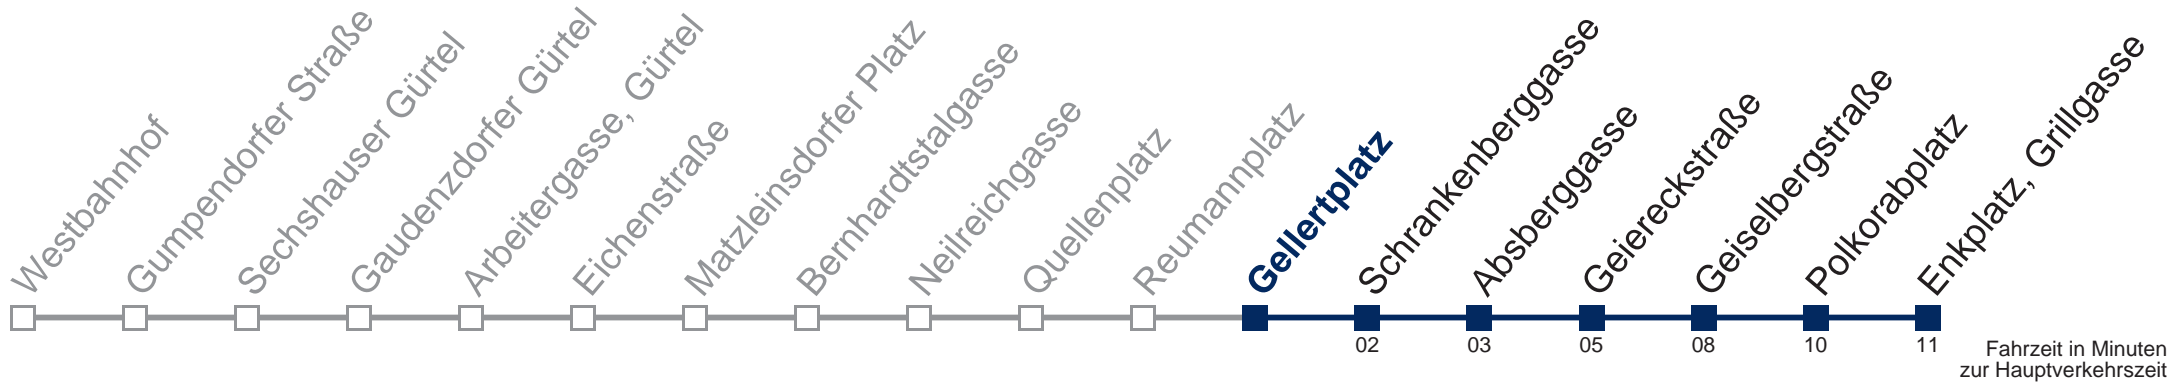 Westbahnhof
Gumpendorfer Straße
Sechshauser Gürtel
Gaudenzdorfer Gürtel
Arbeitergasse, Gürtel
Eichenstraße
Matzleinsdorfer Platz
Bernhardtstalgasse
Neilreichgasse
Quellenplatz
Reumannplatz
Gellertplatz
Schrankenberggasse
Absberggasse
Geiereckstraße
Geiselbergstraße
Polkorabplatz
Enkplatz, Grillgasse
02
03
05
08
10
11
Fahrzeit in Minuten
zur Hauptverkehrszeit